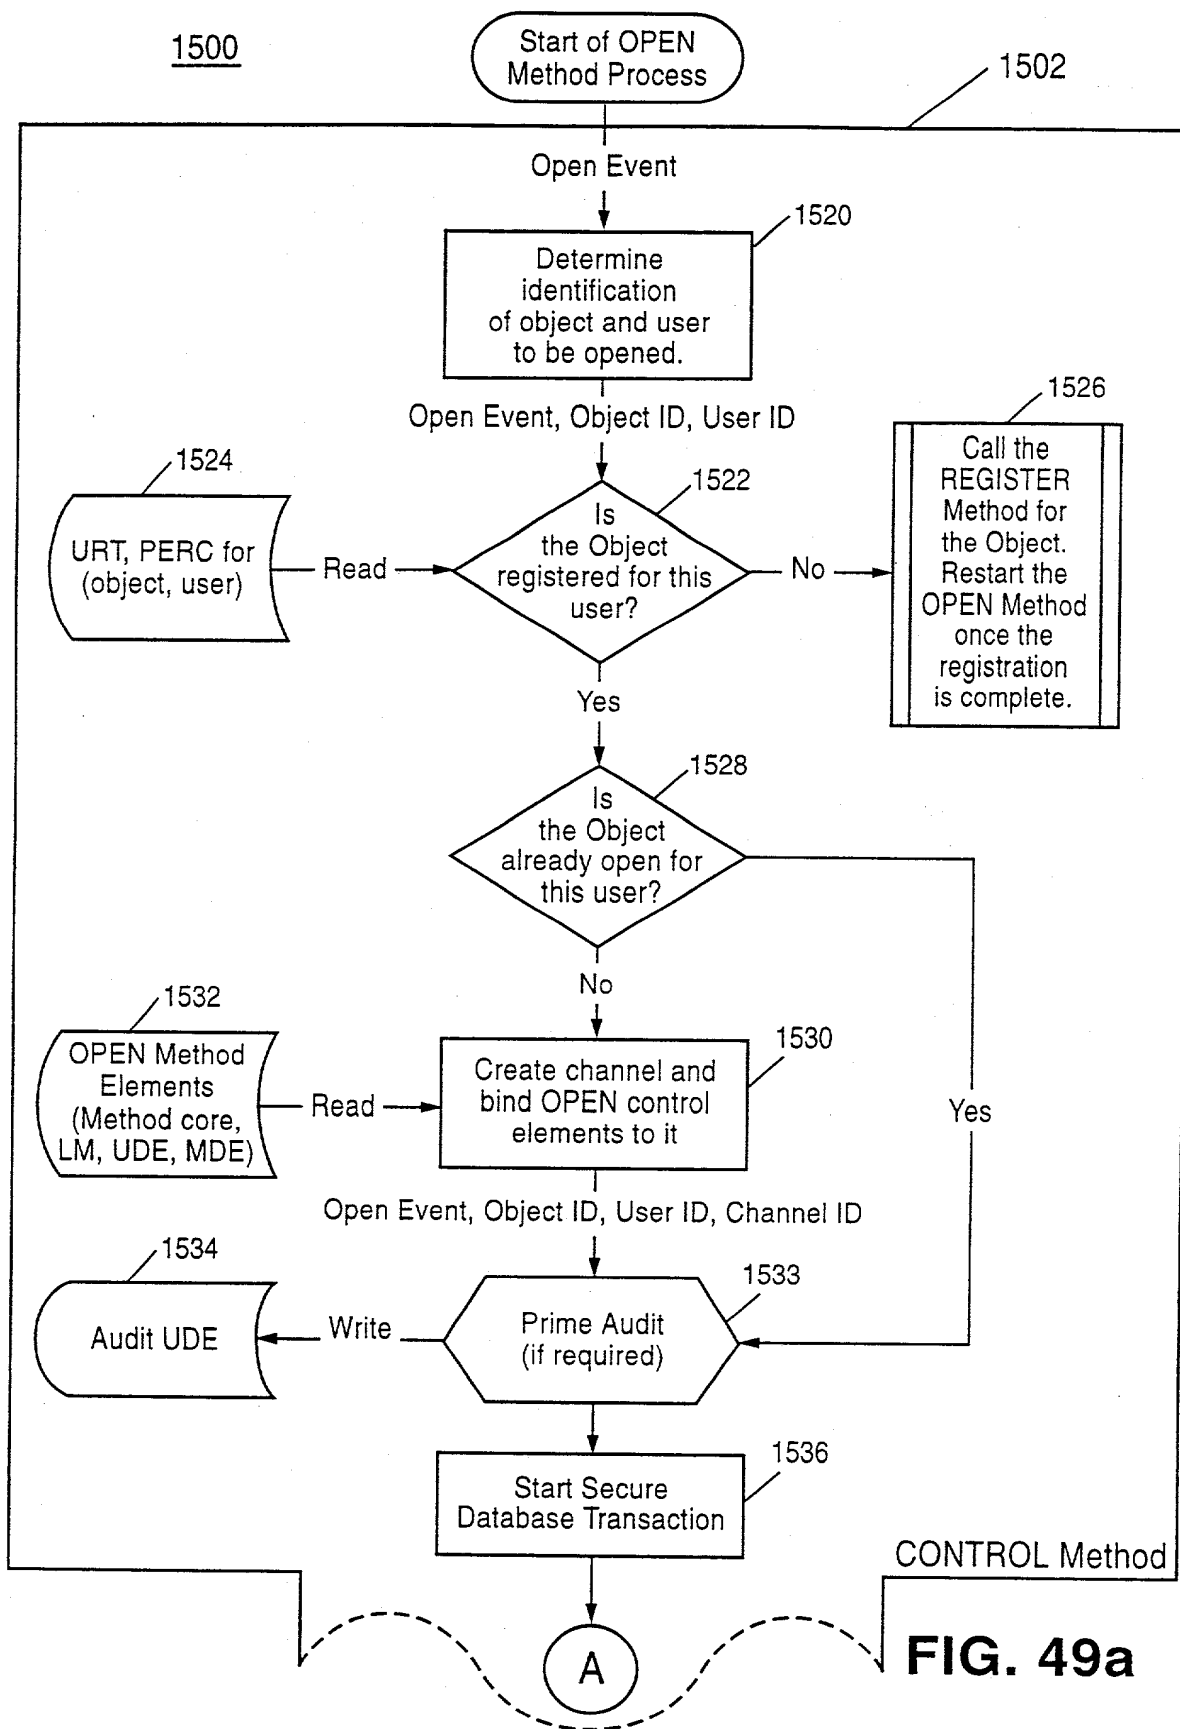 1500
Start of OPEN
Method Process
1502
Open Event
1520
Determine
identification
of object and user
to be opened.
Open Event, Object ID, User ID
1526
Call the
REGISTER
Method for
the Object.
Restart the
OPEN Method
once the
registration
is complete.
1524
URT, PERC for
(object, user)
Read
1522
Is
the Object
registered for this
user?
No
Yes
1528
Is
the Object
already open for
this user?
No
Yes
1532
OPEN Method
Elements
(Method core,
LM, UDE, MDE)
Read
1530
Create channel and
bind OPEN control
elements to it
Open Event, Object ID, User ID, Channel ID
1534
Audit UDE
Write
1533
Prime Audit
(if required)
1536
Start Secure
Database Transaction
CONTROL Method
A
FIG. 49a